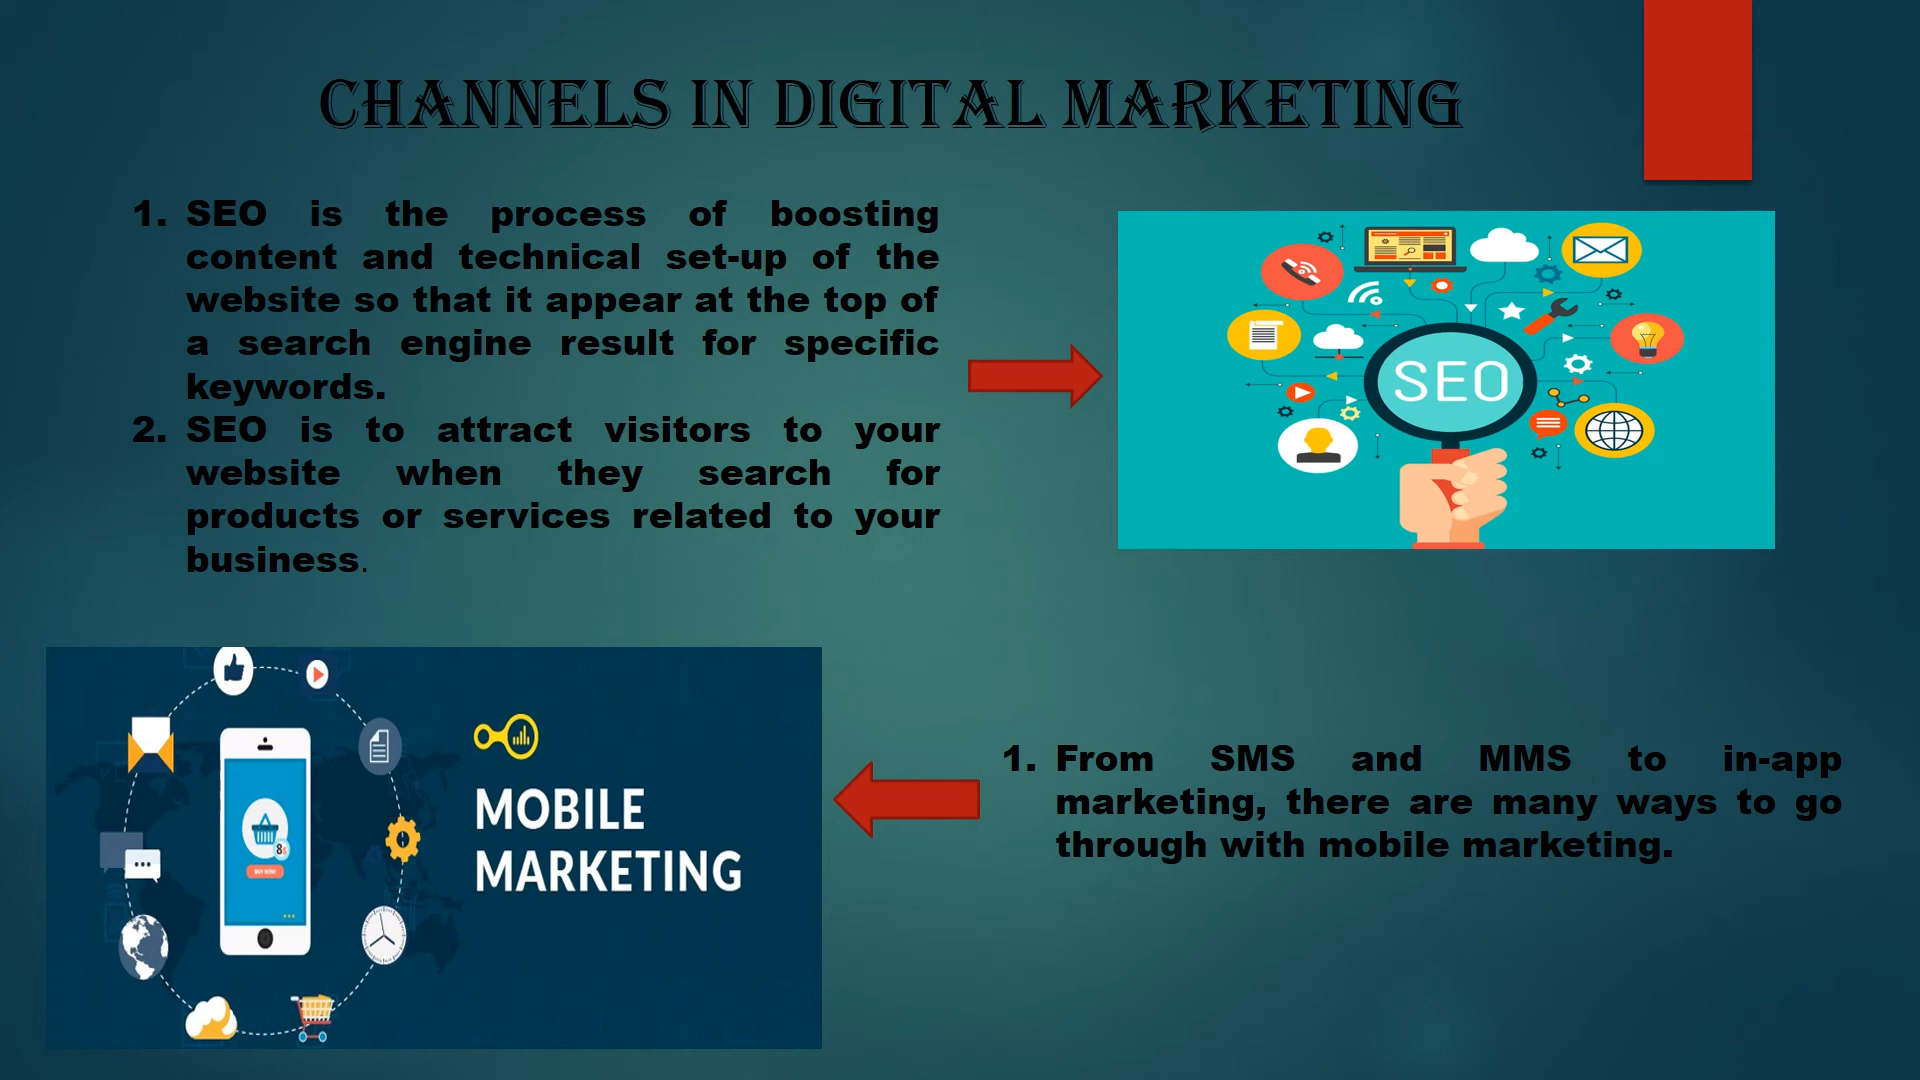 CHANNELS IN DIGITAL MARKETING
1. SEO is the process of boosting
content and technical set-up of the
website so that it appear at the top of
a search engine result for specific
keywords.
2. SEO is to attract visitors to your
website when they search for
products or services related to your
business.
SEO
8$
BUY NOW
MOBILE
MARKETING
1. From SMS and MMS to in-app
marketing, there are many ways to go
through with mobile marketing.